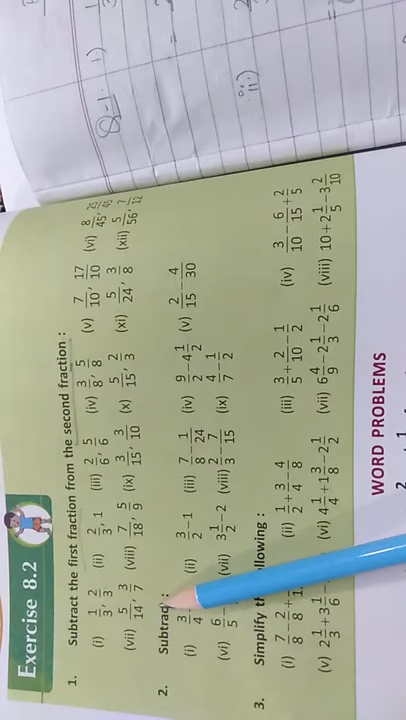 Exercise 8.2
1. Subtract the first fraction from the second fraction :
(i) 1/3, 2/3 (ii) 2/3, 1 (iii) 2/6, 5/6 (iv) 3/8, 5/8 (v) 7/10, 17/10 (vi) 8/45,
(vii) 5/14, 3/7 (viii) 7/18, 5/9 (ix) 3/15, 3/10 (x) 5/15, 2/3 (xi) 5/24, 3/8 (xii) 5/56, 7/12
2. Subtract :
(i) 3/4 - (ii) 3/2 - 1 (iii) 7/8 - 1/24 (iv) 9/2 - 4 1/2 (v) 2/15 - 4/30
(vi) 6/5 - (vii) 3 1/2 - 2 (viii) 2/3 - 7/15 (ix) 4/7 - 1/2
3. Simplify the following :
(i) 7/8 - 2/8 + (ii) 1/2 + 3/4 - 4/8 (iii) 3/5 + 2/10 - 1/2 (iv) 3/10 - 6/15 + 2/5
(v) 2 1/3 + 3 1/6 - (vi) 4 1/4 + 1 3/8 - 2 1/2 (vii) 6 4/9 - 2 1/3 - 2 1/6 (viii) 10 + 2 1/5 - 3 2/10
WORD PROBLEMS
8-1.
i)
ii)